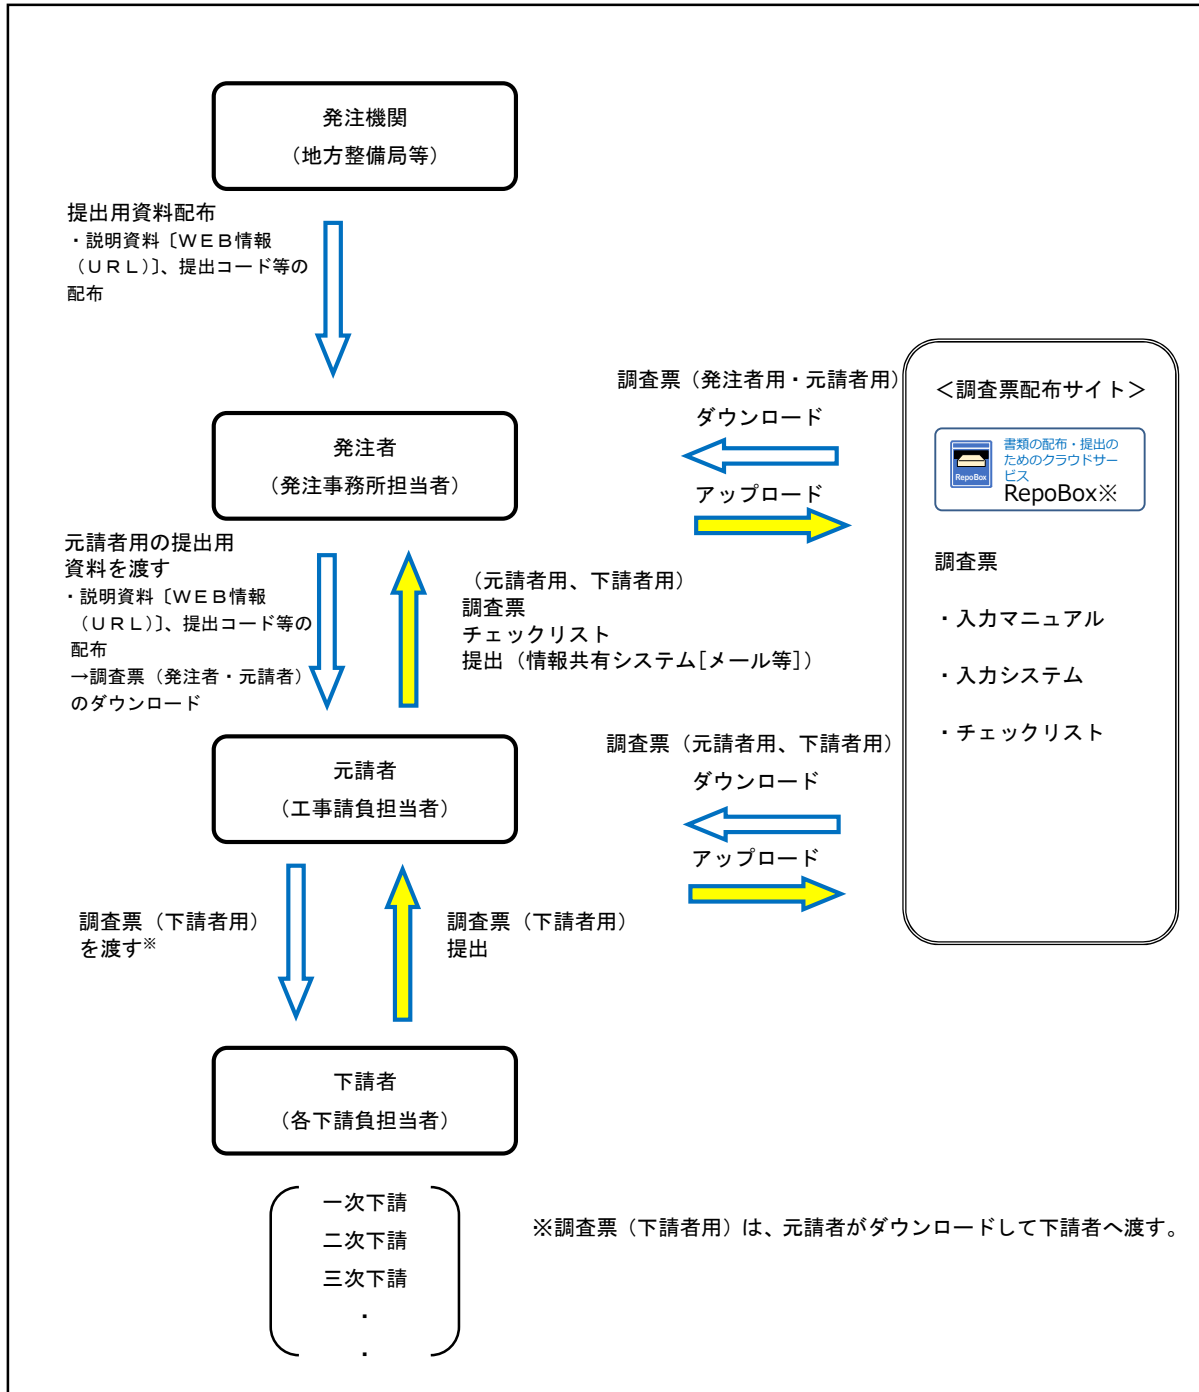 発注機関
（地方整備局等）
提出用資料配布
・説明資料〔ＷＥＢ情報
（ＵＲＬ）〕、提出コード等の
配布
発注者
（発注事務所担当者）
調査票（発注者用・元請者用）
ダウンロード
アップロード
＜調査票配布サイト＞
RepoBox
書類の配布・提出の
ためのクラウドサー
ビス
RepoBox※
調査票
・入力マニュアル
・入力システム
・チェックリスト
元請者用の提出用
資料を渡す
・説明資料〔ＷＥＢ情報
（ＵＲＬ）〕、提出コード等の
配布
→調査票（発注者・元請者）
のダウンロード
（元請者用、下請者用）
調査票
チェックリスト
提出（情報共有システム［メール等］）
元請者
（工事請負担当者）
調査票（元請者用、下請者用）
ダウンロード
アップロード
調査票（下請者用）
を渡す※
調査票（下請者用）
提出
下請者
（各下請負担当者）
一次下請
二次下請
三次下請
・
・
※調査票（下請者用）は、元請者がダウンロードして下請者へ渡す。